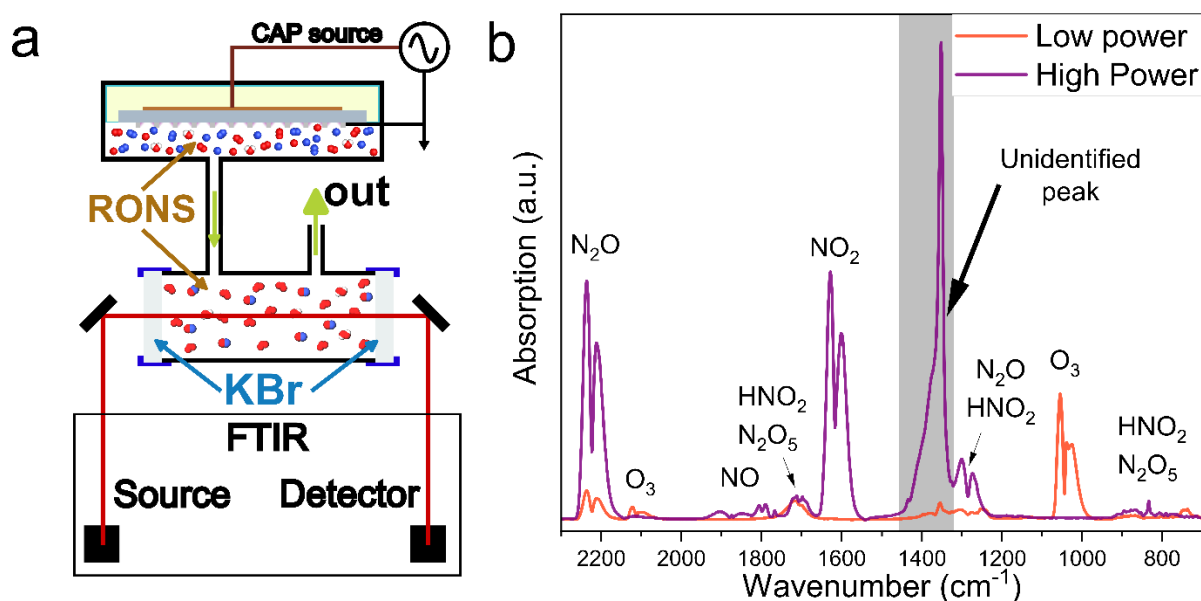 a
CAP source
RONS
out
KBr
FTIR
Source
Detector
b
Low power
High Power
Unidentified
peak
N₂O
O₃
NO
HNO₂
N₂O₅
NO₂
N₂O
HNO₂
O₃
HNO₂
N₂O₅
Absorption (a.u.)
2200 2000 1800 1600 1400 1200 1000 800
Wavenumber (cm⁻¹)